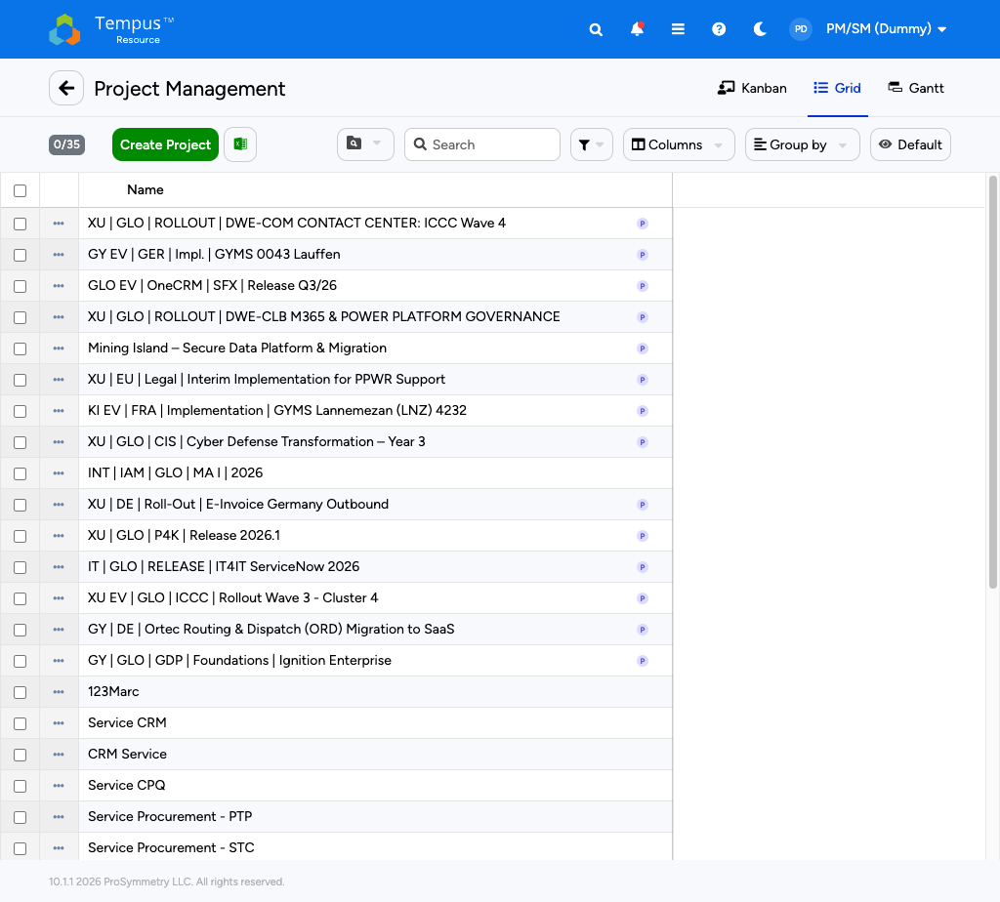 Tempus™
Resource
PD
PM/SM (Dummy)
Project Management
Kanban
Grid
Gantt
0/35
Create Project
Search
Columns
Group by
Default
Name
XU | GLO | ROLLOUT | DWE-COM CONTACT CENTER: ICCC Wave 4 P
GY EV | GER | Impl. | GYMS 0043 Lauffen P
GLO EV | OneCRM | SFX | Release Q3/26 P
XU | GLO | ROLLOUT | DWE-CLB M365 & POWER PLATFORM GOVERNANCE P
Mining Island – Secure Data Platform & Migration P
XU | EU | Legal | Interim Implementation for PPWR Support P
KI EV | FRA | Implementation | GYMS Lannemezan (LNZ) 4232 P
XU | GLO | CIS | Cyber Defense Transformation – Year 3 P
INT | IAM | GLO | MA I | 2026
XU | DE | Roll-Out | E-Invoice Germany Outbound P
XU | GLO | P4K | Release 2026.1 P
IT | GLO | RELEASE | IT4IT ServiceNow 2026 P
XU EV | GLO | ICCC | Rollout Wave 3 - Cluster 4 P
GY | DE | Ortec Routing & Dispatch (ORD) Migration to SaaS P
GY | GLO | GDP | Foundations | Ignition Enterprise P
123Marc
Service CRM
CRM Service
Service CPQ
Service Procurement - PTP
Service Procurement - STC
10.1.1 2026 ProSymmetry LLC. All rights reserved.